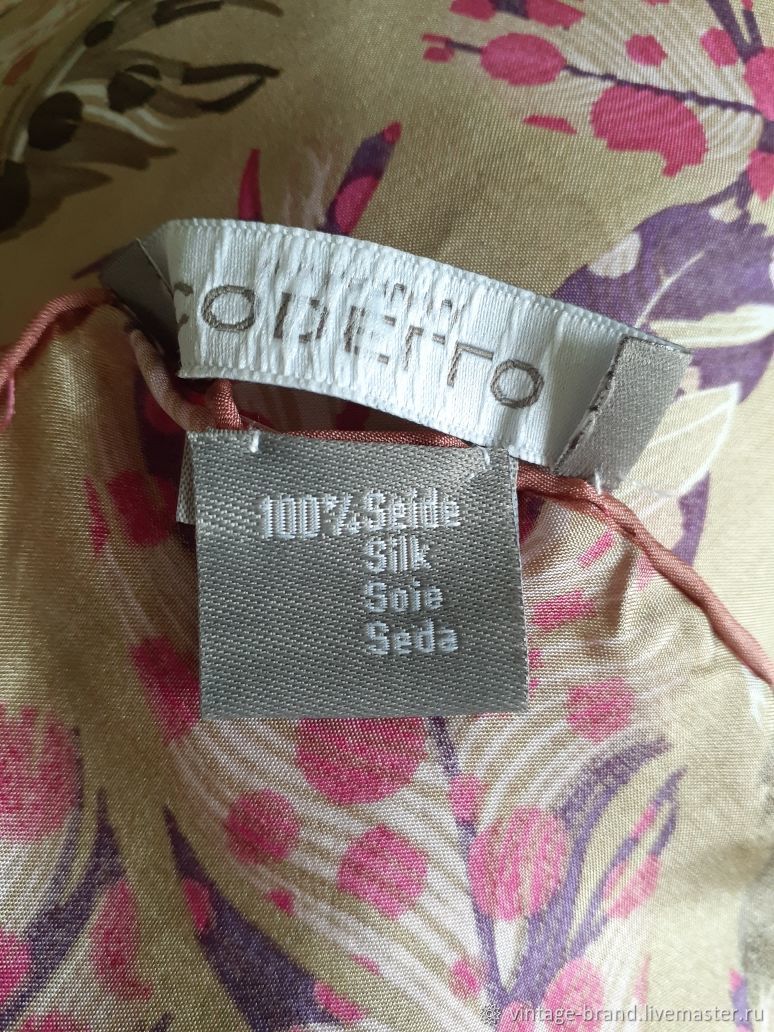 CODELLO
100% Seide
Silk
Soie
Seda
vintage-brand.livemaster.ru